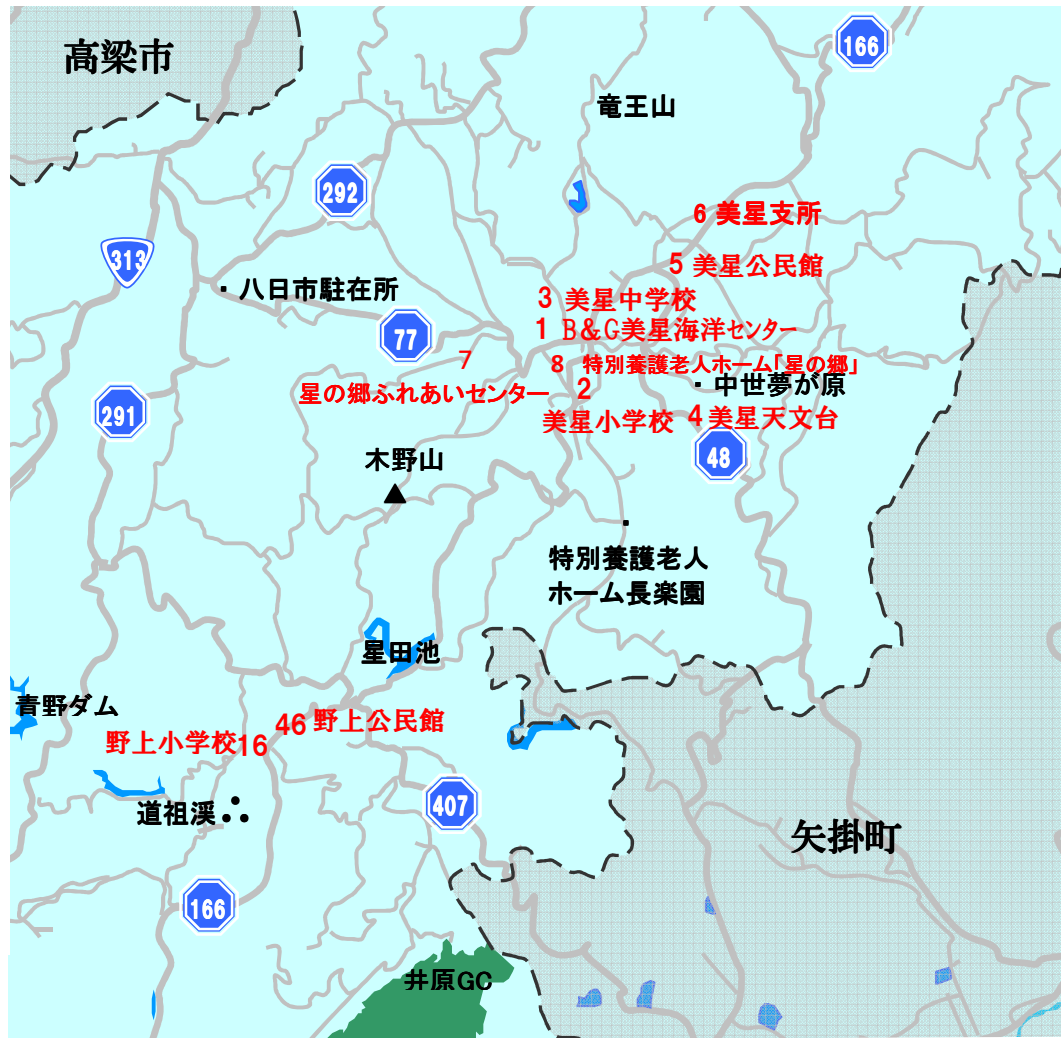 高梁市
166
竜王山
292
6 美星支所
313
5 美星公民館
・八日市駐在所
3 美星中学校
1 B&G美星海洋センター
77
7
8 特別養護老人ホーム「星の郷」
星の郷ふれあいセンター
2
・中世夢が原
291
美星小学校
4 美星天文台
48
木野山
特別養護老人
ホーム長楽園
星田池
青野ダム
46 野上公民館
野上小学校16
道祖渓
407
矢掛町
166
井原GC